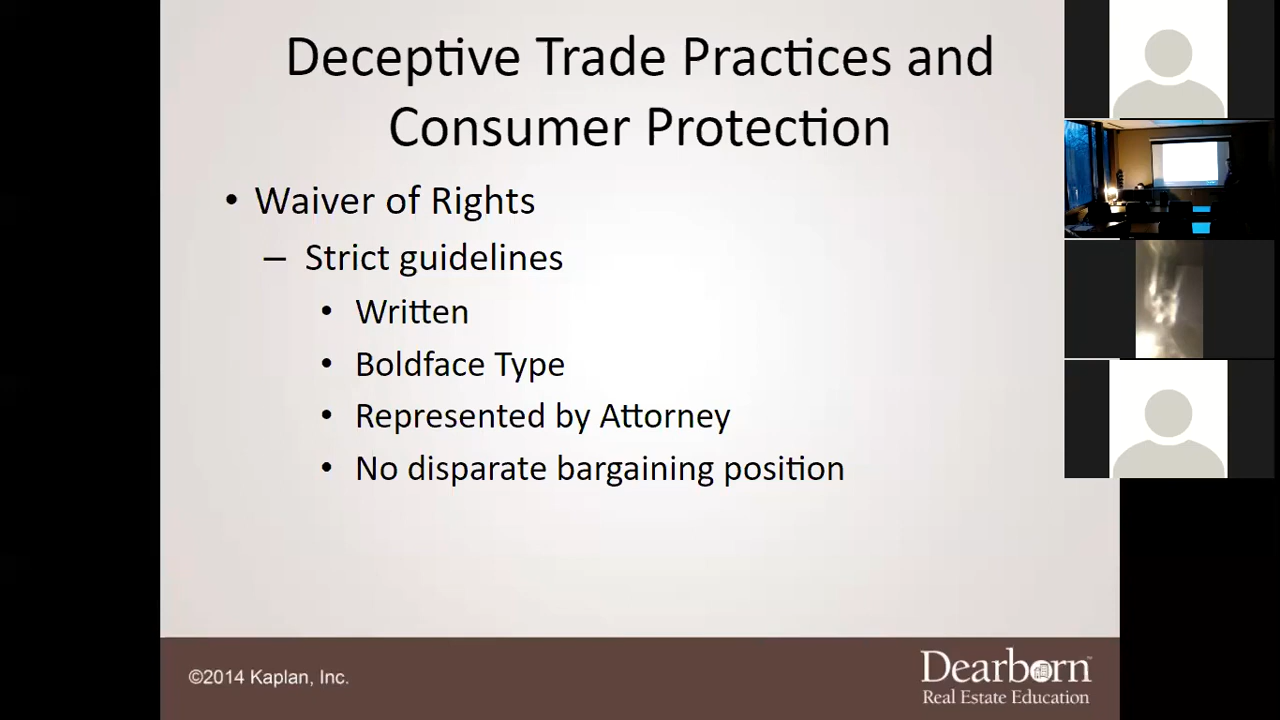 Deceptive Trade Practices and
Consumer Protection
• Waiver of Rights
– Strict guidelines
• Written
• Boldface Type
• Represented by Attorney
• No disparate bargaining position
©2014 Kaplan, Inc.
Dearborn™
Real Estate Education